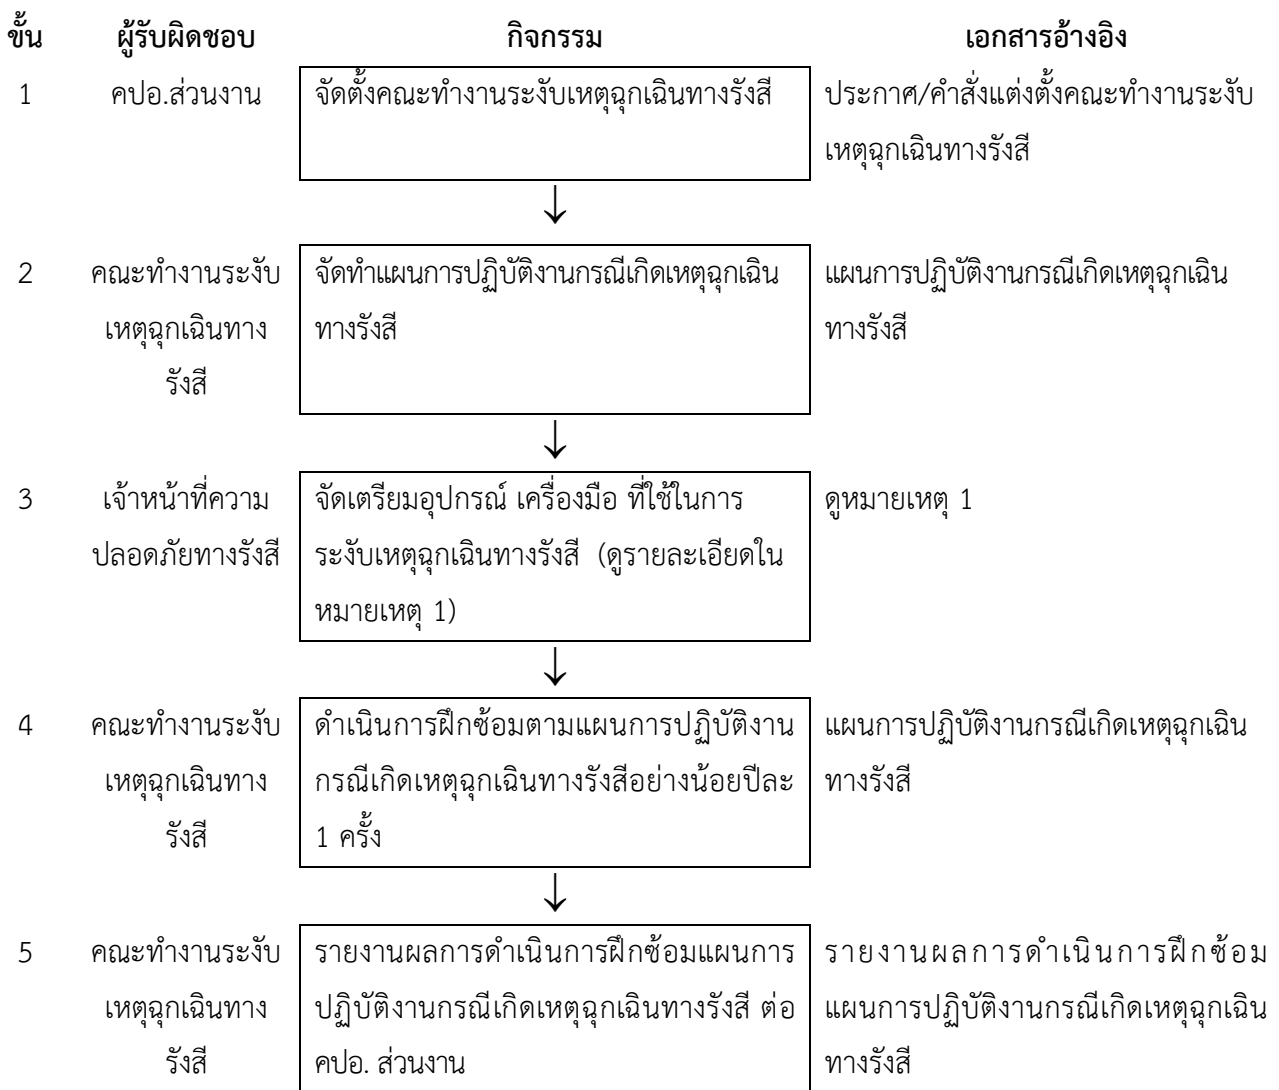 ขั้น ผู้รับผิดชอบ กิจกรรม เอกสารอ้างอิง
1 คปอ.ส่วนงาน จัดตั้งคณะทำงานระงับเหตุฉุกเฉินทางรังสี ประกาศ/คำสั่งแต่งตั้งคณะทำงานระงับ
เหตุฉุกเฉินทางรังสี
2 คณะทำงานระงับ จัดทำแผนการปฏิบัติงานกรณีเกิดเหตุฉุกเฉิน แผนการปฏิบัติงานกรณีเกิดเหตุฉุกเฉิน
เหตุฉุกเฉินทาง ทางรังสี ทางรังสี
รังสี
3 เจ้าหน้าที่ความ จัดเตรียมอุปกรณ์ เครื่องมือ ที่ใช้ในการ ดูหมายเหตุ 1
ปลอดภัยทางรังสี ระงับเหตุฉุกเฉินทางรังสี (ดูรายละเอียดใน
หมายเหตุ 1)
4 คณะทำงานระงับ ดำเนินการฝึกซ้อมตามแผนการปฏิบัติงาน แผนการปฏิบัติงานกรณีเกิดเหตุฉุกเฉิน
เหตุฉุกเฉินทาง กรณีเกิดเหตุฉุกเฉินทางรังสีอย่างน้อยปีละ ทางรังสี
รังสี 1 ครั้ง
5 คณะทำงานระงับ รายงานผลการดำเนินการฝึกซ้อมแผนการ รายงานผลการดำเนินการฝึกซ้อม
เหตุฉุกเฉินทาง ปฏิบัติงานกรณีเกิดเหตุฉุกเฉินทางรังสี ต่อ แผนการปฏิบัติงานกรณีเกิดเหตุฉุกเฉิน
รังสี คปอ. ส่วนงาน ทางรังสี